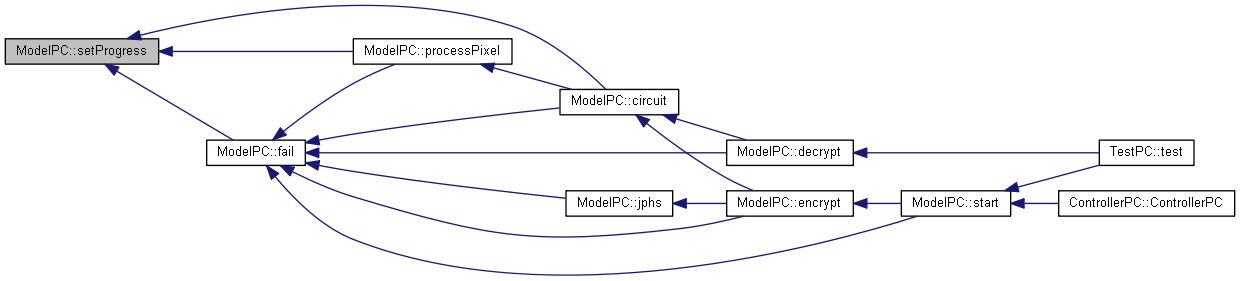 ModelPC::setProgress
ModelPC::processPixel
ModelPC::circuit
ModelPC::fail
ModelPC::decrypt
TestPC::test
ModelPC::jphs
ModelPC::encrypt
ModelPC::start
ControllerPC::ControllerPC